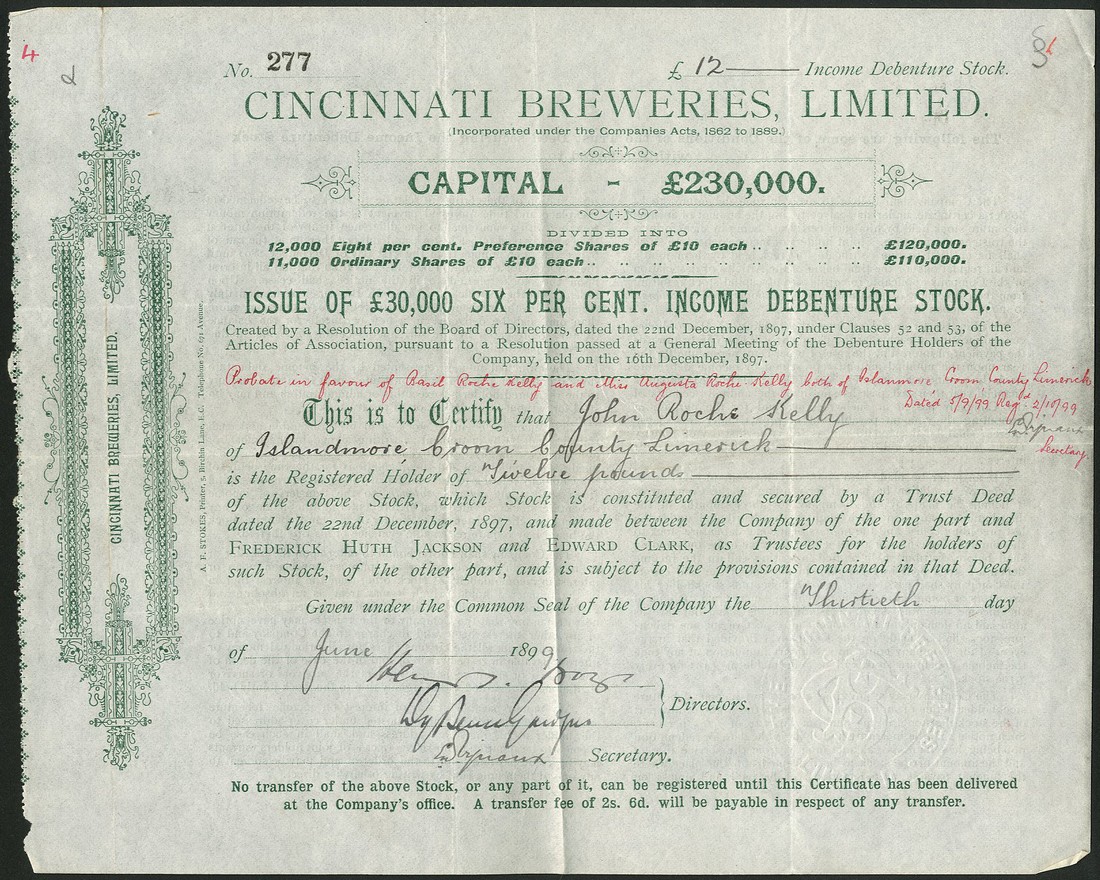 4
No. 277
£ 12 Income Debenture Stock.
CINCINNATI BREWERIES, LIMITED.
(Incorporated under the Companies Acts, 1862 to 1889.)
CAPITAL - £230,000.
DIVIDED INTO
12,000 Eight per cent. Preference Shares of £10 each .. .. .. .. £120,000.
11,000 Ordinary Shares of £10 each .. .. .. .. .. .. .. £110,000.
ISSUE OF £30,000 SIX PER CENT. INCOME DEBENTURE STOCK.
Created by a Resolution of the Board of Directors, dated the 22nd December, 1897, under Clauses 52 and 53, of the
Articles of Association, pursuant to a Resolution passed at a General Meeting of the Debenture Holders of the
Company, held on the 16th December, 1897.
Probate in favour of Basil Roche Kelly and Miss Augusta Roche Kelly both of Islanmore, Croom, County Limerick
Dated 5/9/99 Regd 2/10/99
Secretary.
This is to Certify that John Roche Kelly
of Islandmore, Croom County Limerick
is the Registered Holder of Twelve pounds
of the above Stock, which Stock is constituted and secured by a Trust Deed
dated the 22nd December, 1897, and made between the Company of the one part and
FREDERICK HUTH JACKSON and EDWARD CLARK, as Trustees for the holders of
such Stock, of the other part, and is subject to the provisions contained in that Deed.
Given under the Common Seal of the Company the Thirtieth day
of June 1899
Directors.
Secretary.
No transfer of the above Stock, or any part of it, can be registered until this Certificate has been delivered
at the Company's office. A transfer fee of 2s. 6d. will be payable in respect of any transfer.
CINCINNATI BREWERIES, LIMITED.
A. F. STOKES, Printer, 5, Birchin Lane, E.C. Telephone No. 691 Avenue.